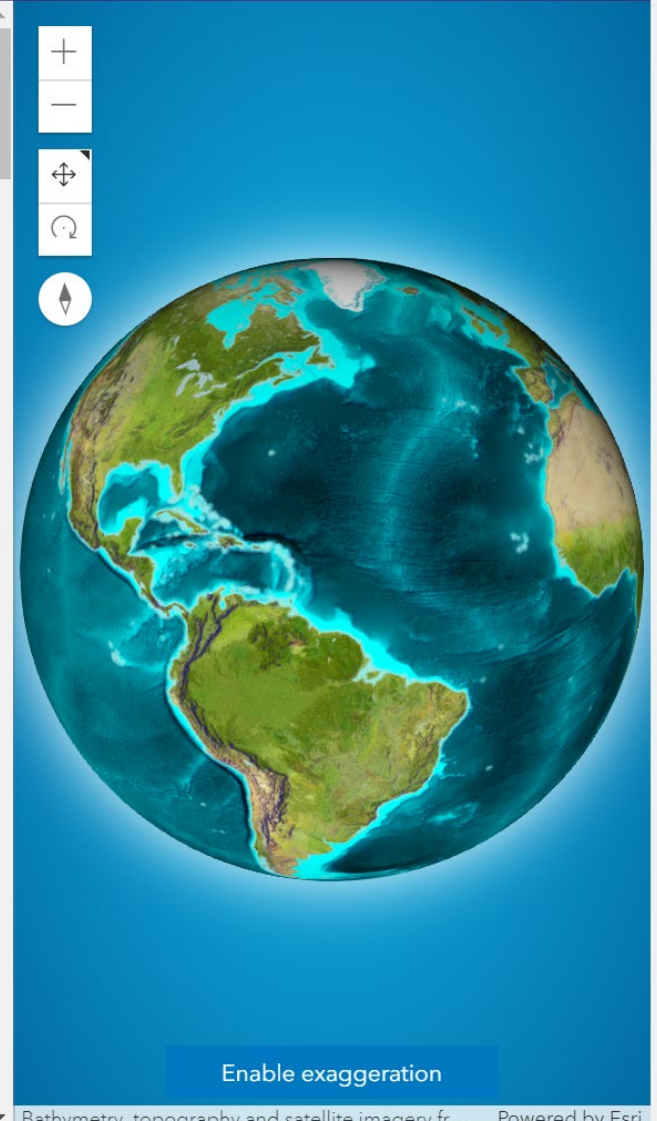 Enable exaggeration
Bathymetry, topography and satellite imagery fr... Powered by Esri